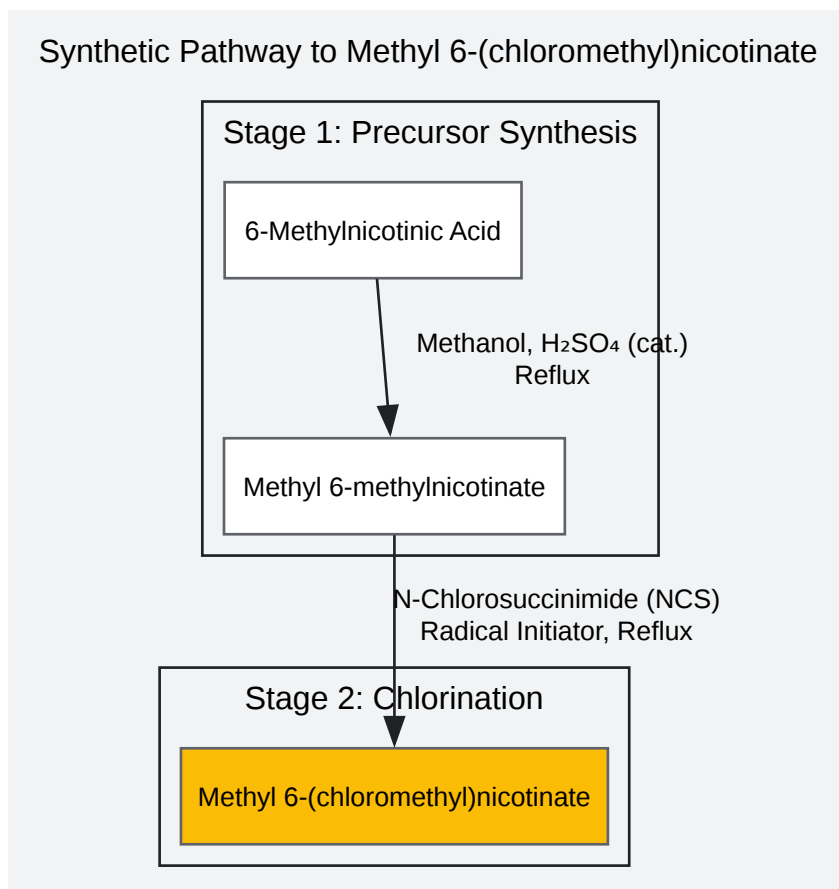 Synthetic Pathway to Methyl 6-(chloromethyl)nicotinate
Stage 1: Precursor Synthesis
6-Methylnicotinic Acid
Methanol, H₂SO₄ (cat.)
Reflux
Methyl 6-methylnicotinate
N-Chlorosuccinimide (NCS)
Radical Initiator, Reflux
Stage 2: Chlorination
Methyl 6-(chloromethyl)nicotinate